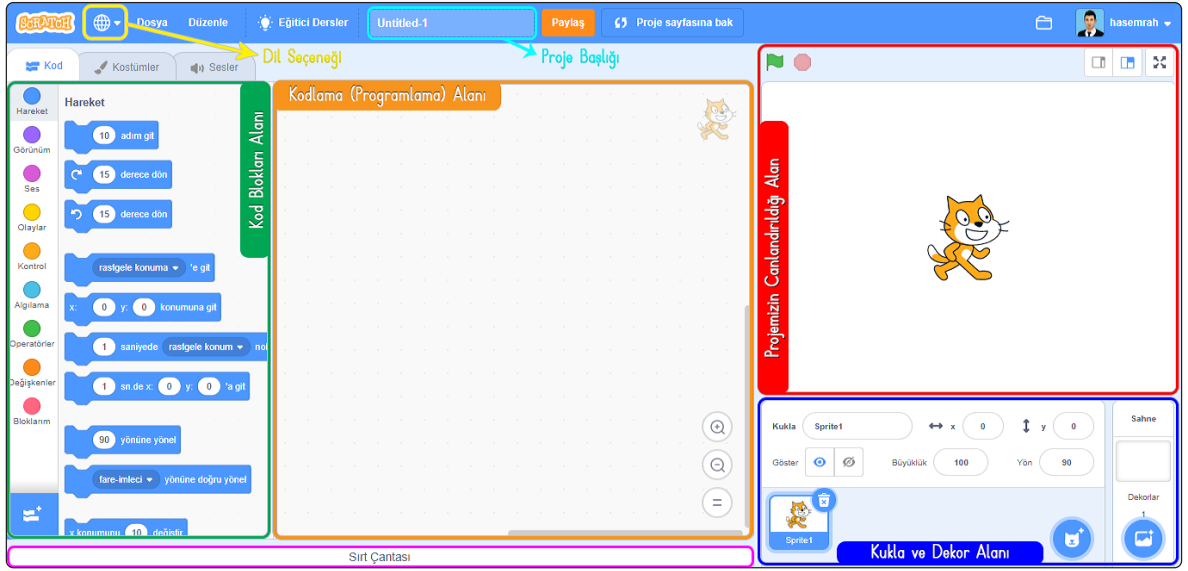 SCRATCH
Dosya
Düzenle
Eğitici Dersler
Untitled-1
Paylaş
Proje sayfasına bak
hasemrah
Dil Seçeneği
Proje Başlığı
Kod
Kostümler
Sesler
Hareket
Görünüm
Ses
Olaylar
Kontrol
Algılama
Operatörler
Değişkenler
Bloklarım
Hareket
10 adım git
15 derece dön
15 derece dön
rastgele konuma 'e git
x: 0 y: 0 konumuna git
1 saniyede rastgele konum
1 sn.de x: 0 y: 0 'a git
90 yönüne yönel
fare-imleci yönüne doğru yönel
x konumunu 10 değiştir
Kod Blokları Alanı
Kodlama (Programlama) Alanı
Projemizin Canlandırıldığı Alan
Kukla Sprite1 x 0 y 0
Göster Büyüklük 100 Yön 90
Sprite1
Sahne
Dekorlar
1
Kukla ve Dekor Alanı
Sırt Çantası